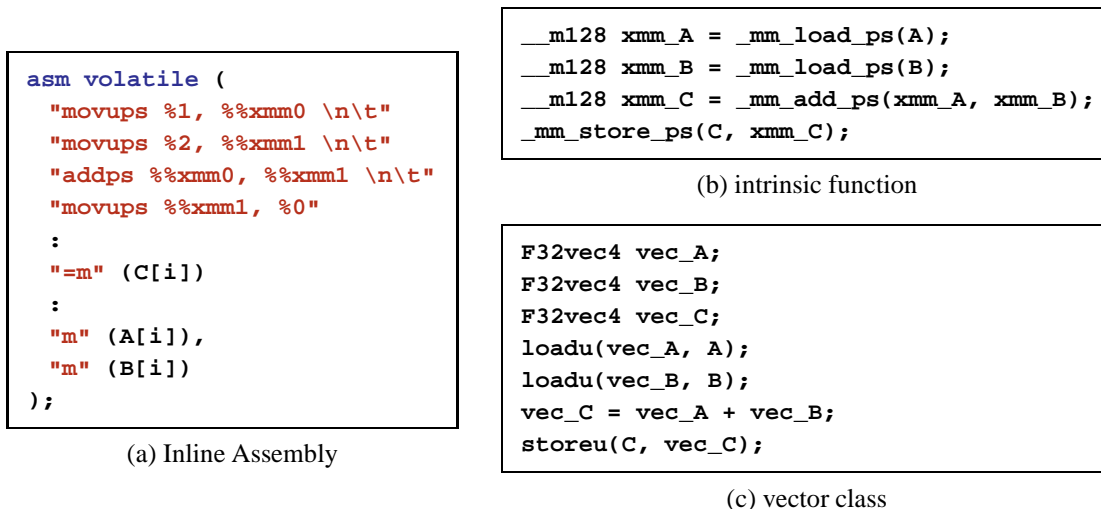 asm volatile (
"movups %1, %%xmm0 \n\t"
"movups %2, %%xmm1 \n\t"
"addps %%xmm0, %%xmm1 \n\t"
"movups %%xmm1, %0"
:
"=m" (C[i])
:
"m" (A[i]),
"m" (B[i])
);
(a) Inline Assembly
__m128 xmm_A = _mm_load_ps(A);
__m128 xmm_B = _mm_load_ps(B);
__m128 xmm_C = _mm_add_ps(xmm_A, xmm_B);
_mm_store_ps(C, xmm_C);
(b) intrinsic function
F32vec4 vec_A;
F32vec4 vec_B;
F32vec4 vec_C;
loadu(vec_A, A);
loadu(vec_B, B);
vec_C = vec_A + vec_B;
storeu(C, vec_C);
(c) vector class